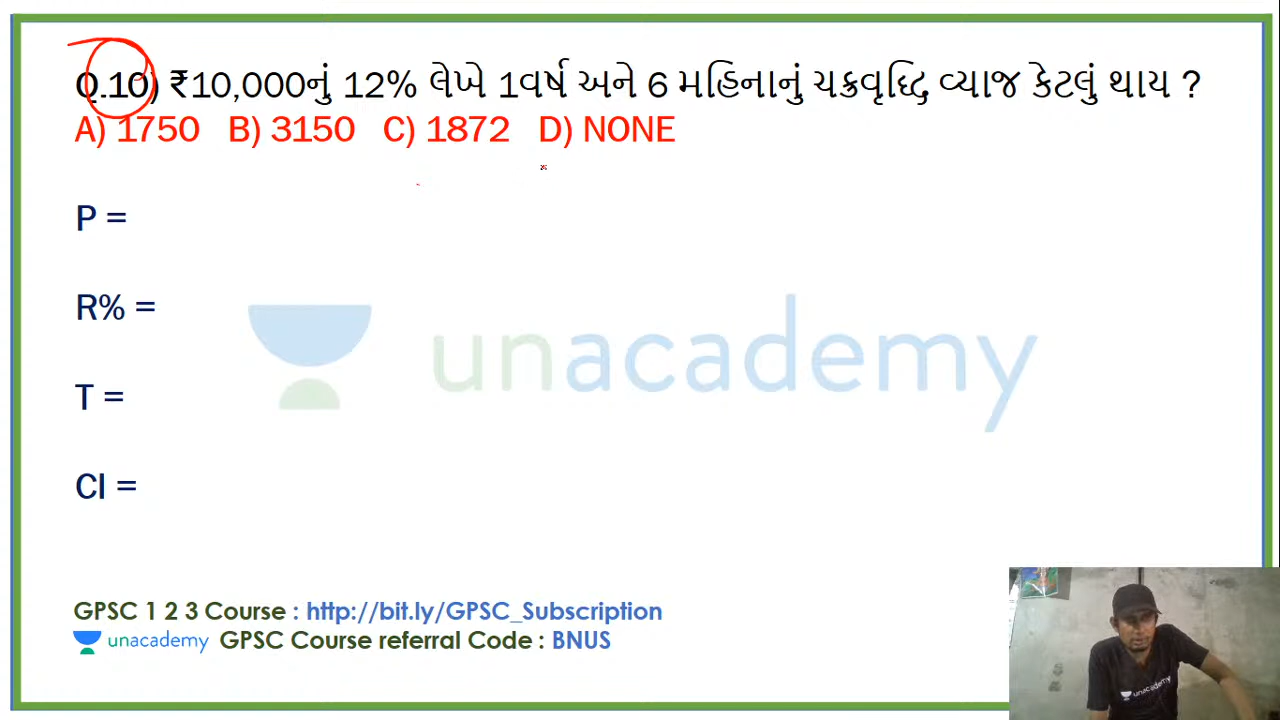 Q.10) ₹10,000નું 12% લેખે 1વર્ષ અને 6 મહિનાનું ચક્રવૃદ્ધિ વ્યાજ કેટલું થાય ?
A) 1750 B) 3150 C) 1872 D) NONE
P =
R% =
unacademy
T =
CI =
GPSC 1 2 3 Course : http://bit.ly/GPSC_Subscription
unacademy GPSC Course referral Code : BNUS
unacademy